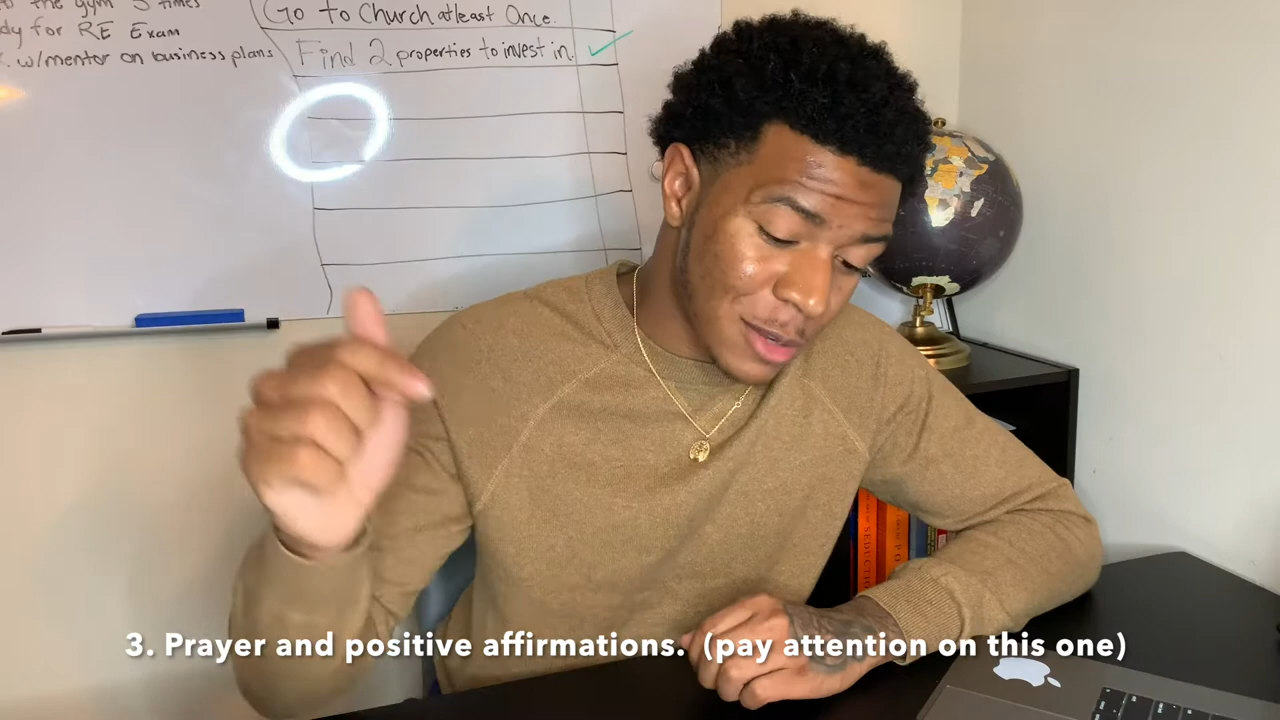 the gym 3 times
Go to Church atleast Once.
dy for RE Exam
w/mentor on business plans
Find 2 properties to invest in.
SEDUCTIO
3. Prayer and positive affirmations. (pay attention on this one)